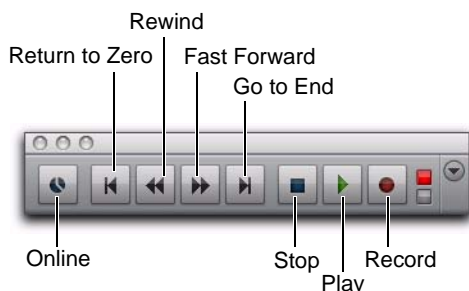 Rewind
Return to Zero
Fast Forward
Go to End
Online
Stop
Record
Play